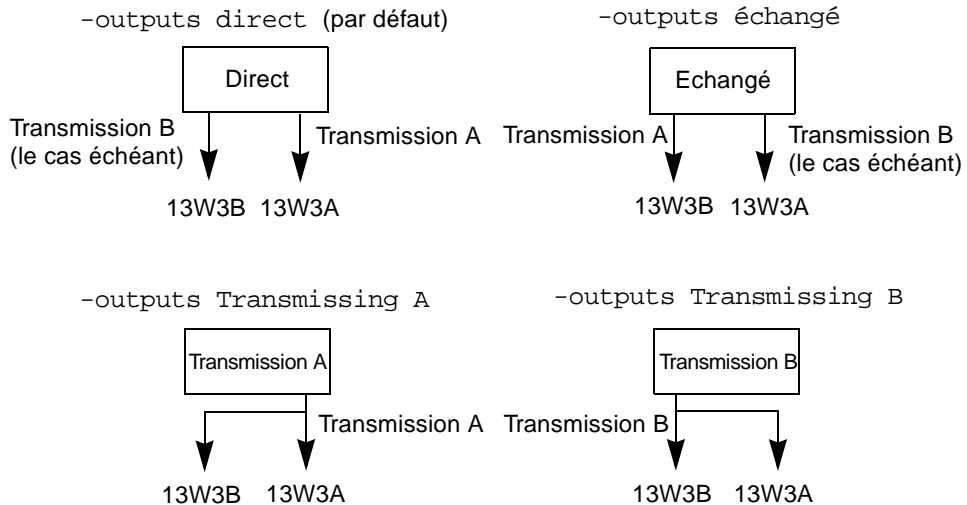 -outputs direct (par défaut)
Direct
Transmission B
(le cas échéant)
Transmission A
13W3B 13W3A
-outputs échangé
Echangé
Transmission A
Transmission B
(le cas échéant)
13W3B 13W3A
-outputs Transmissing A
Transmission A
Transmission A
13W3B 13W3A
-outputs Transmissing B
Transmission B
Transmission B
13W3B 13W3A